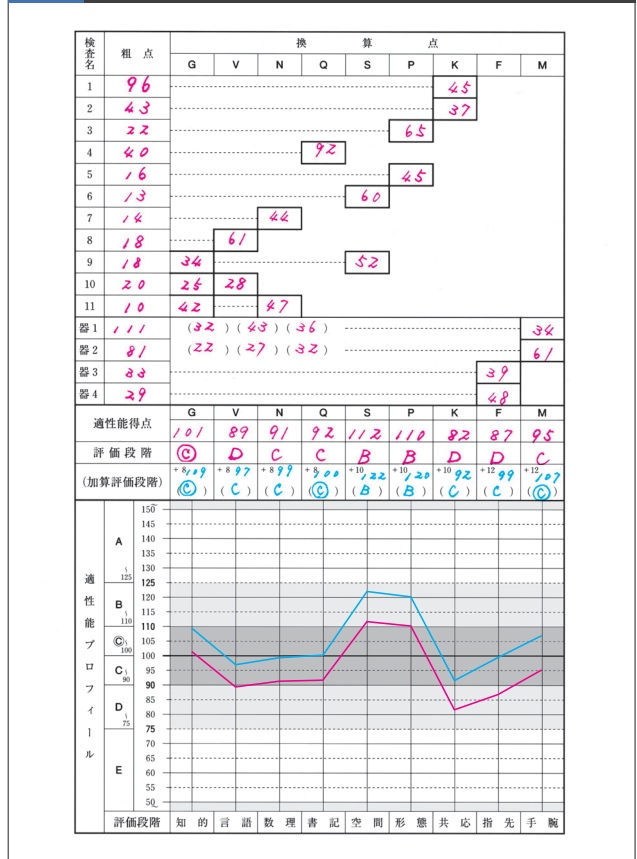 検査名 粗点 換算点
G V N Q S P K F M
1 96 45
2 43 37
3 22 65
4 40 92
5 16 45
6 13 60
7 14 44
8 18 61
9 18 34 52
10 20 25 28
11 10 42 47
器1 111 (32)(43)(36) 34
器2 81 (22)(27)(32) 61
器3 33 39
器4 29 48
適性能得点 G V N Q S P K F M
101 89 91 92 112 110 82 87 95
評価段階 Ⓒ D C C B B D D C
(加算評価段階) +8 109 +8 97 +8 99 +8 100 +10 122 +10 120 +10 92 +12 99 +12 107
(Ⓒ) (C) (C) (Ⓒ) (B) (B) (C) (C) (Ⓒ)
適性能プロフィール
A 〜 125
B 〜 110
Ⓒ 〜 100
C 〜 90
D 〜 75
E
150
145
140
135
130
125
120
115
110
105
100
95
90
85
80
75
70
65
60
55
50
評価段階 知的 言語 数理 書記 空間 形態 共応 指先 手腕